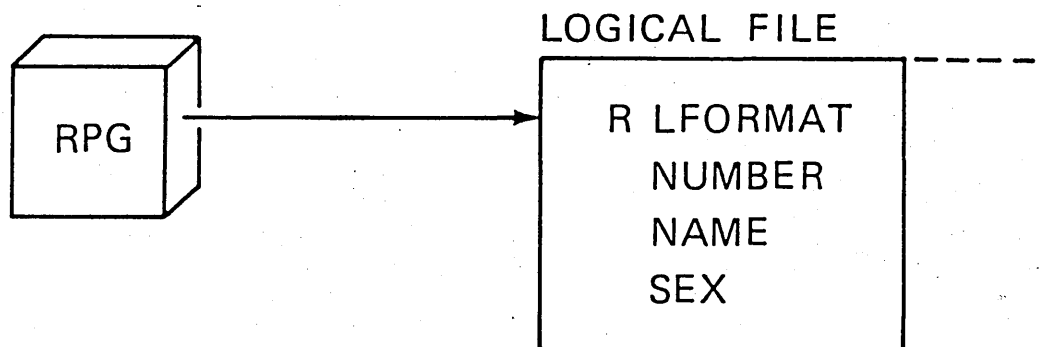 LOGICAL FILE
RPG
R LFORMAT
NUMBER
NAME
SEX